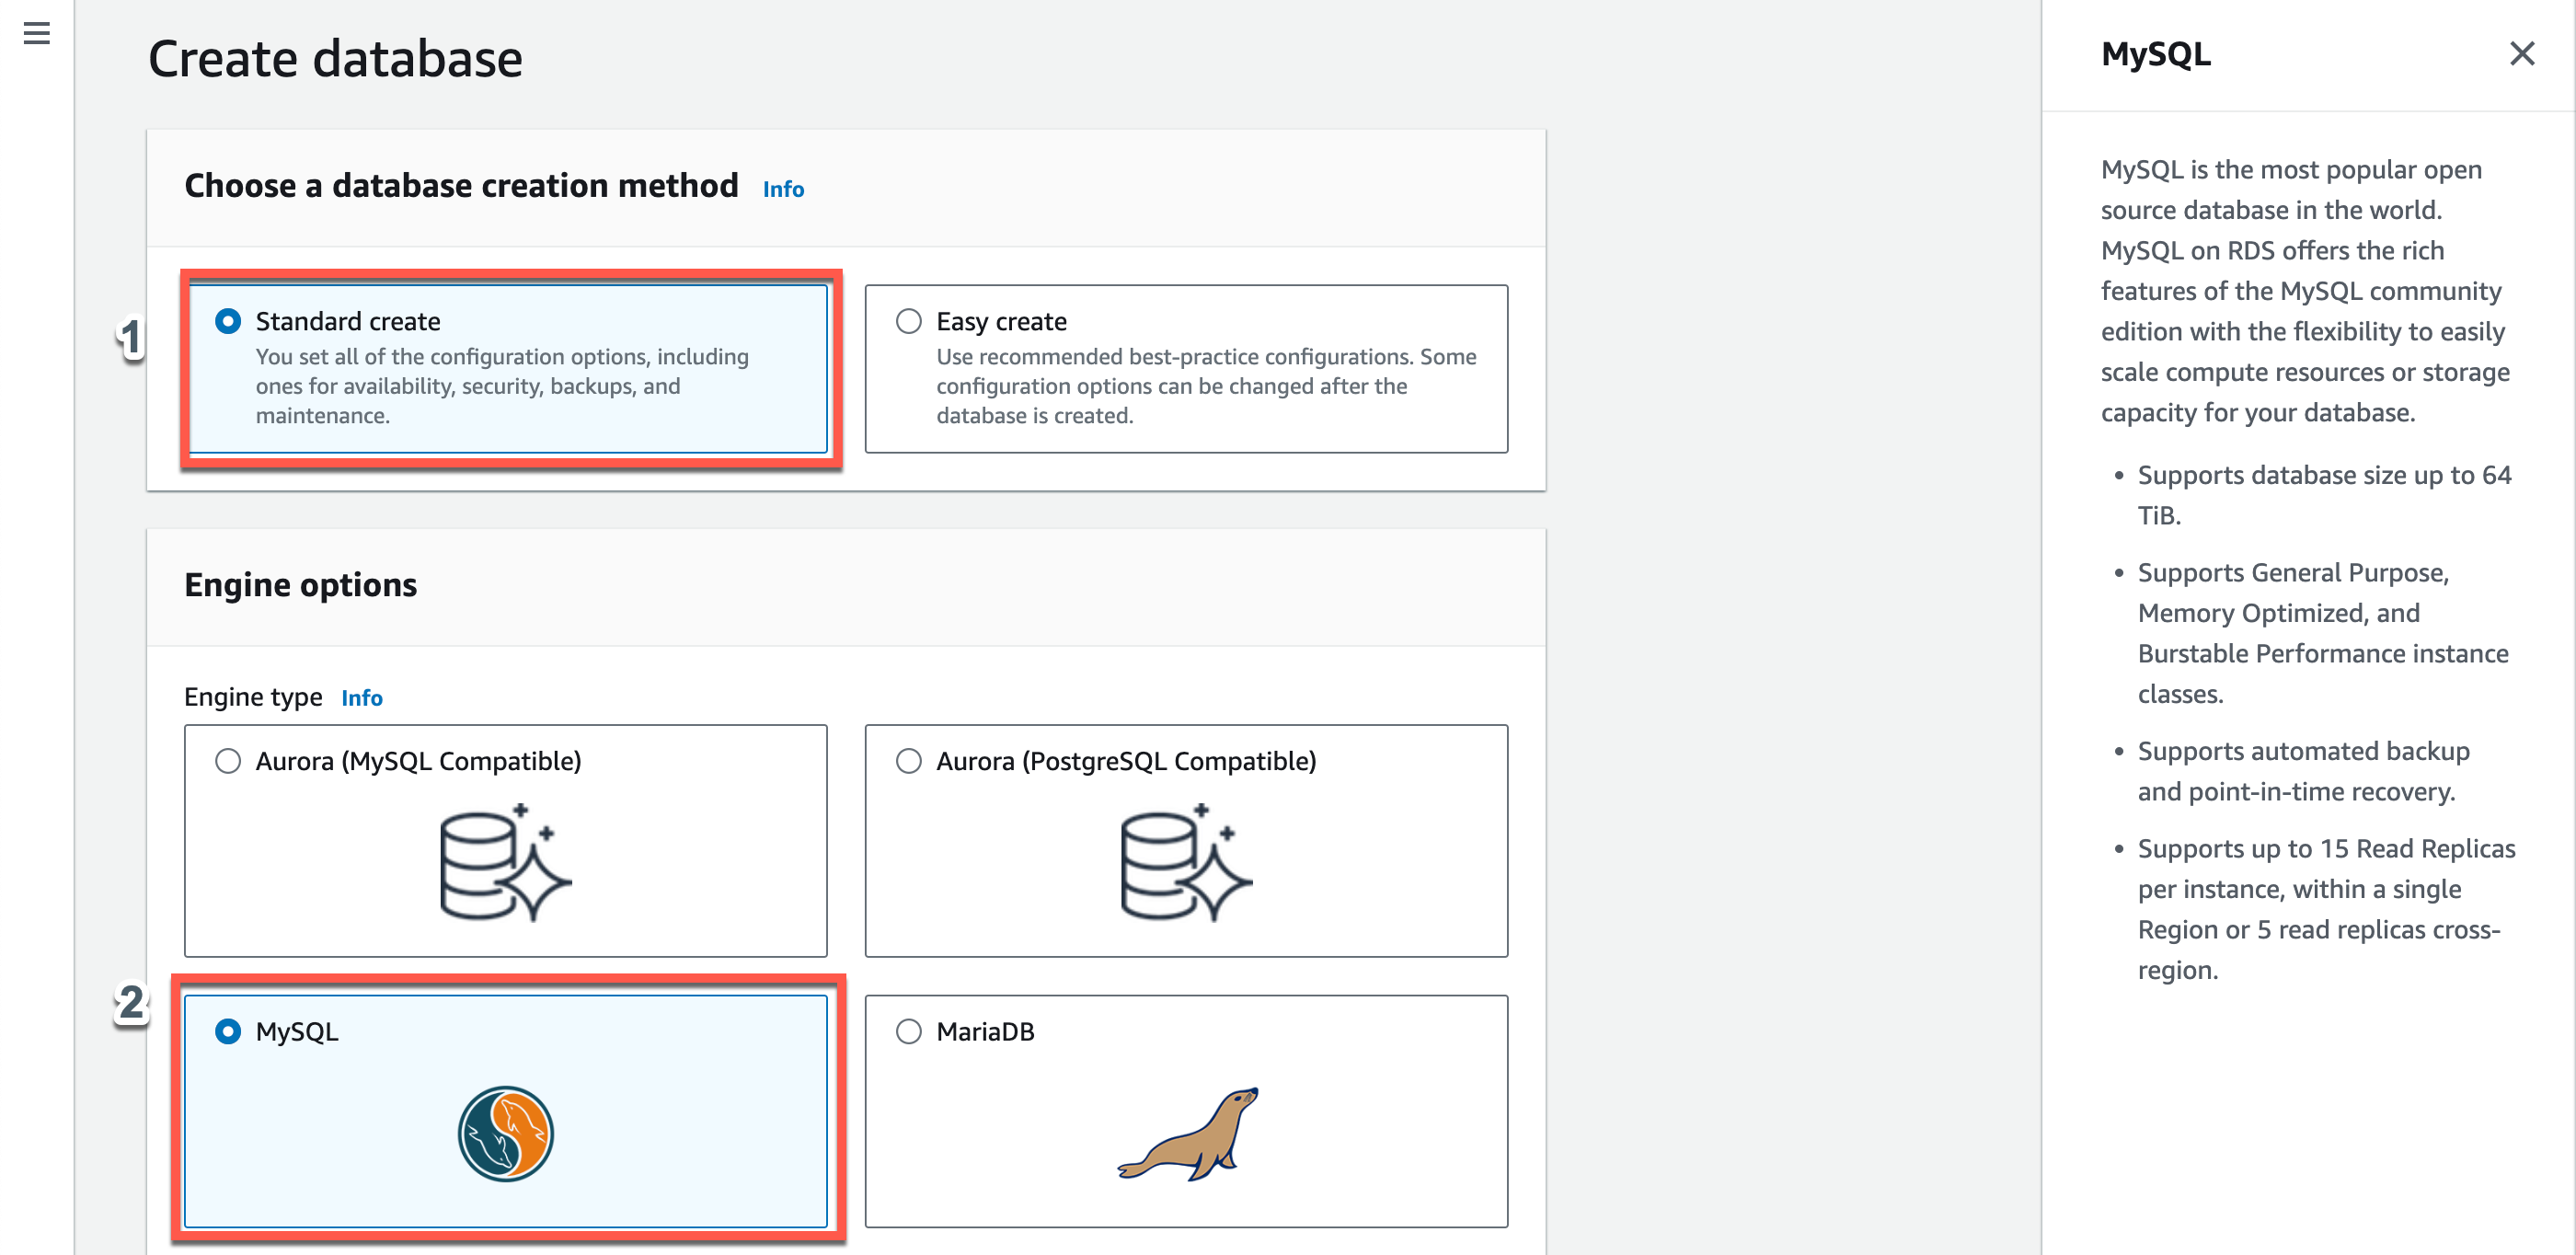 Create database
Choose a database creation method Info
1
Standard create
You set all of the configuration options, including
ones for availability, security, backups, and
maintenance.
Easy create
Use recommended best-practice configurations. Some
configuration options can be changed after the
database is created.
Engine options
Engine type Info
Aurora (MySQL Compatible)
Aurora (PostgreSQL Compatible)
2
MySQL
MariaDB
MySQL
MySQL is the most popular open
source database in the world.
MySQL on RDS offers the rich
features of the MySQL community
edition with the flexibility to easily
scale compute resources or storage
capacity for your database.
• Supports database size up to 64
TiB.
• Supports General Purpose,
Memory Optimized, and
Burstable Performance instance
classes.
• Supports automated backup
and point-in-time recovery.
• Supports up to 15 Read Replicas
per instance, within a single
Region or 5 read replicas cross-
region.